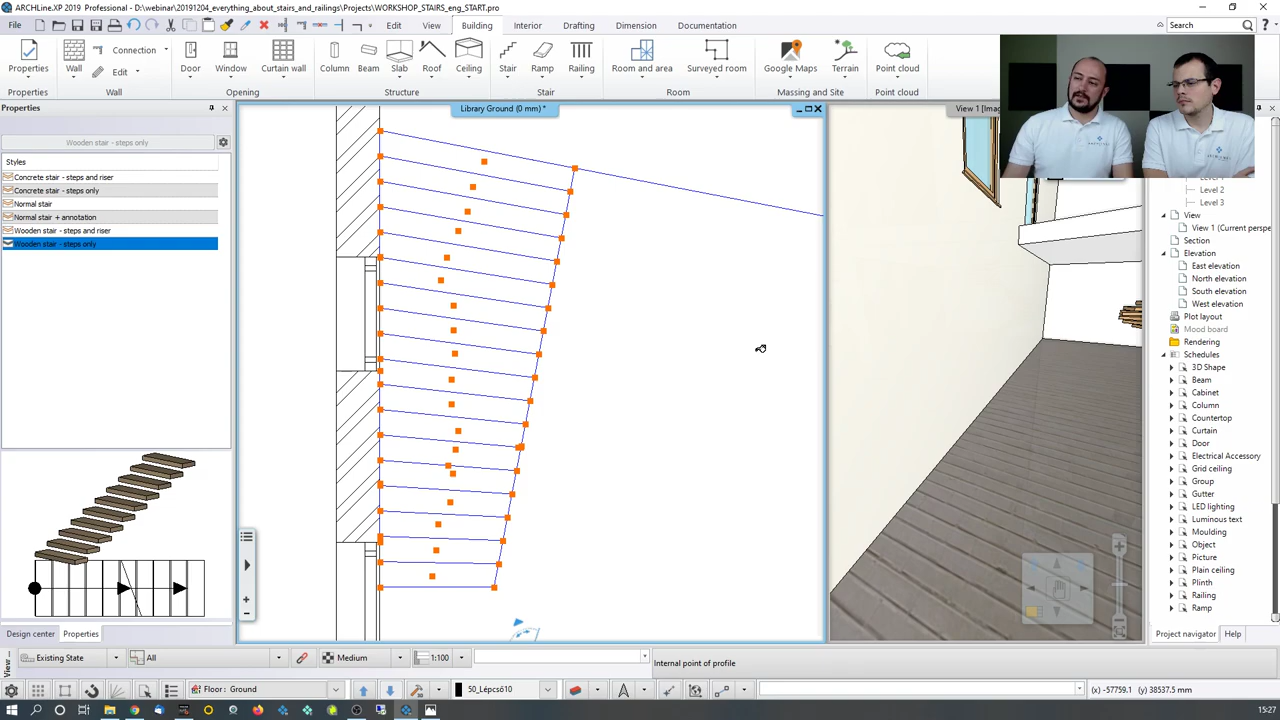 ARCHLine.XP 2019 Professional - D:\webinar\20191204_everything_about_stairs_and_railings\Projects\WORKSHOP_STAIRS_eng_START.pro
File
Edit
View
Building
Interior
Drafting
Dimension
Documentation
Search
Properties
Wall
Connection
Edit
Door
Window
Curtain wall
Column
Beam
Slab
Roof
Ceiling
Stair
Ramp
Railing
Room and area
Surveyed room
Google Maps
Terrain
Point cloud
Properties
Wall
Opening
Structure
Stair
Room
Massing and Site
Point cloud
Properties
Library Ground (0 mm) *
View 1 [Imag
Wooden stair - steps only
Styles
Concrete stair - steps and riser
Concrete stair - steps only
Normal stair
Normal stair + annotation
Wooden stair - steps and riser
Wooden stair - steps only
Level 2
Level 3
View
View 1 (Current perspe
Section
Elevation
East elevation
North elevation
South elevation
West elevation
Plot layout
Mood board
Rendering
Schedules
3D Shape
Beam
Cabinet
Column
Countertop
Curtain
Door
Electrical Accessory
Grid ceiling
Group
Gutter
LED lighting
Luminous text
Moulding
Object
Picture
Plain ceiling
Plinth
Railing
Ramp
Design center
Properties
Project navigator
Help
View
Existing State
All
Medium
1:100
Internal point of profile
Floor : Ground
50_Lépcső10
(x) -57759.1 (y) 38537.5 mm
15:27